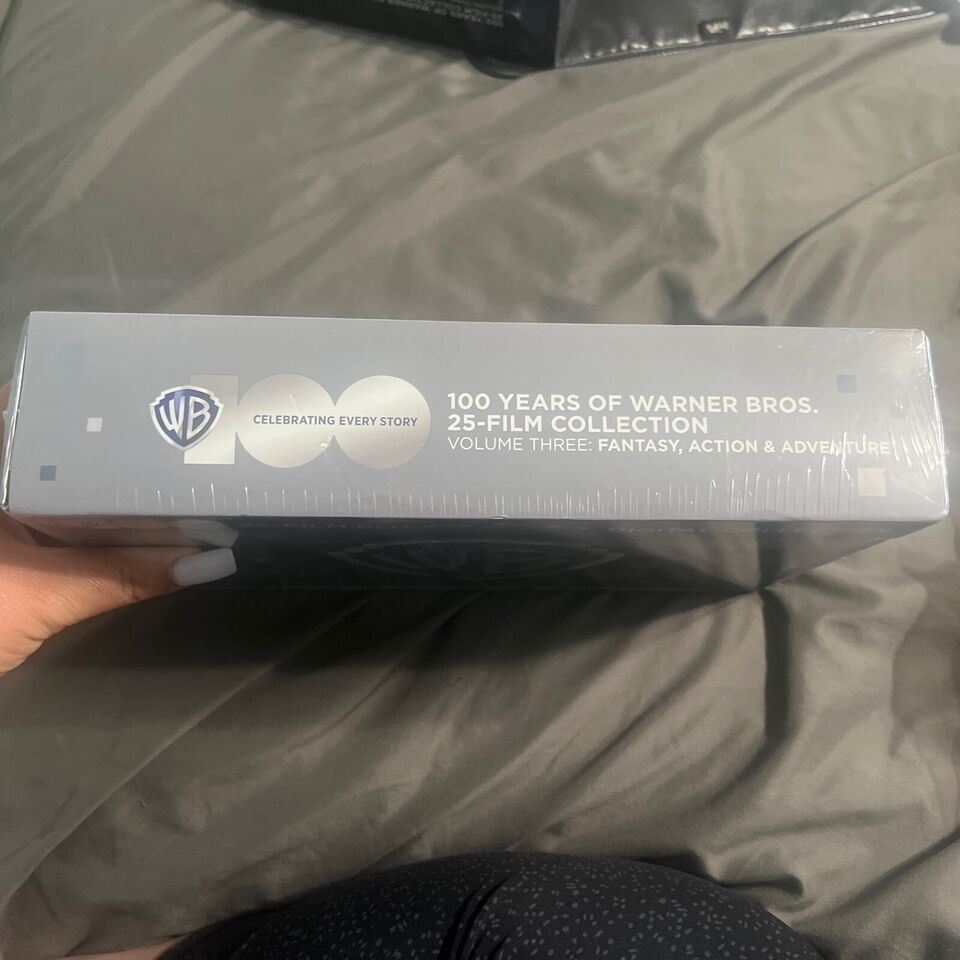 WB
CELEBRATING EVERY STORY
100
100 YEARS OF WARNER BROS.
25-FILM COLLECTION
VOLUME THREE: FANTASY, ACTION & ADVENTURE